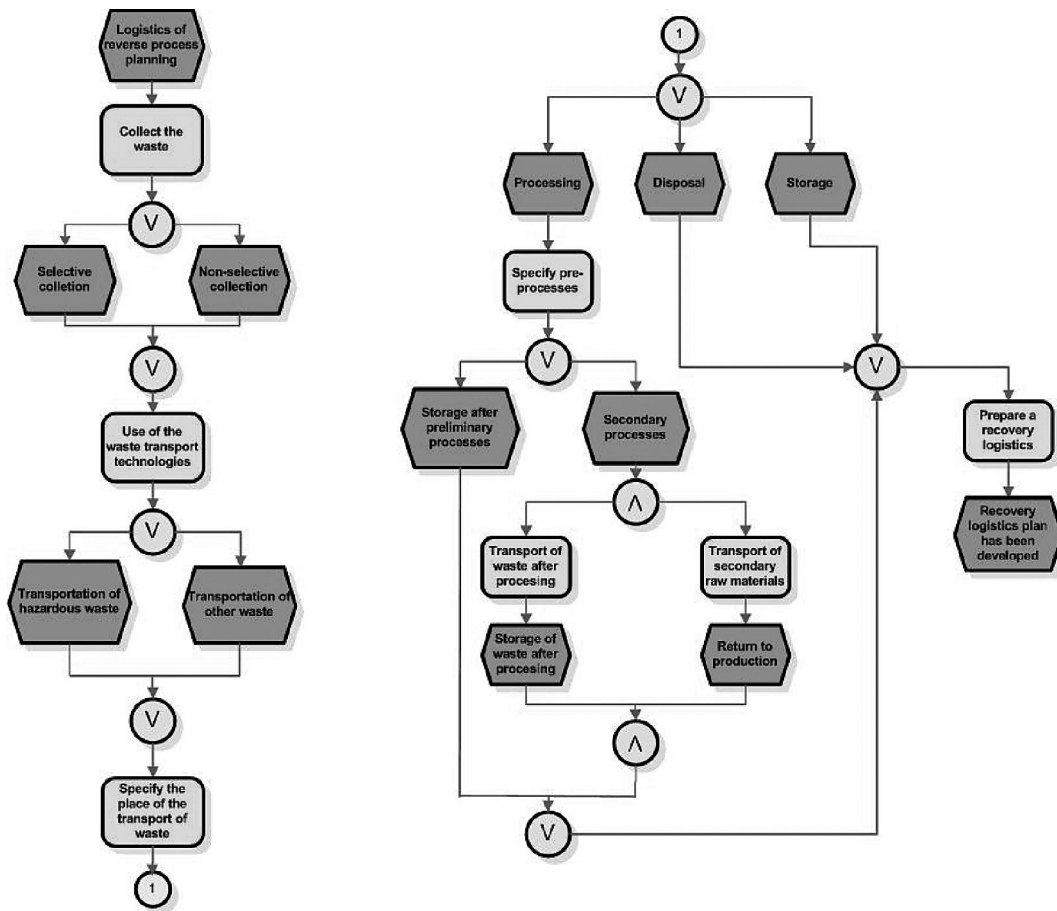 Logistics of
reverse process
planning
Collect the
waste
V
Selective
colletion
Non-selective
collection
V
Use of the
waste transport
technologies
V
Transportation of
hazardous waste
Transportation of
other waste
V
Specify the
place of the
transport of
waste
1
1
V
Processing
Disposal
Storage
Specify pre-
processes
V
Storage after
preliminary
processes
Secondary
processes
Λ
Transport of
waste after
procesing
Transport of
secondary
raw materials
Storage of
waste after
procesing
Return to
production
Λ
V
V
Prepare a
recovery
logistics
Recovery
logistics plan
has been
developed